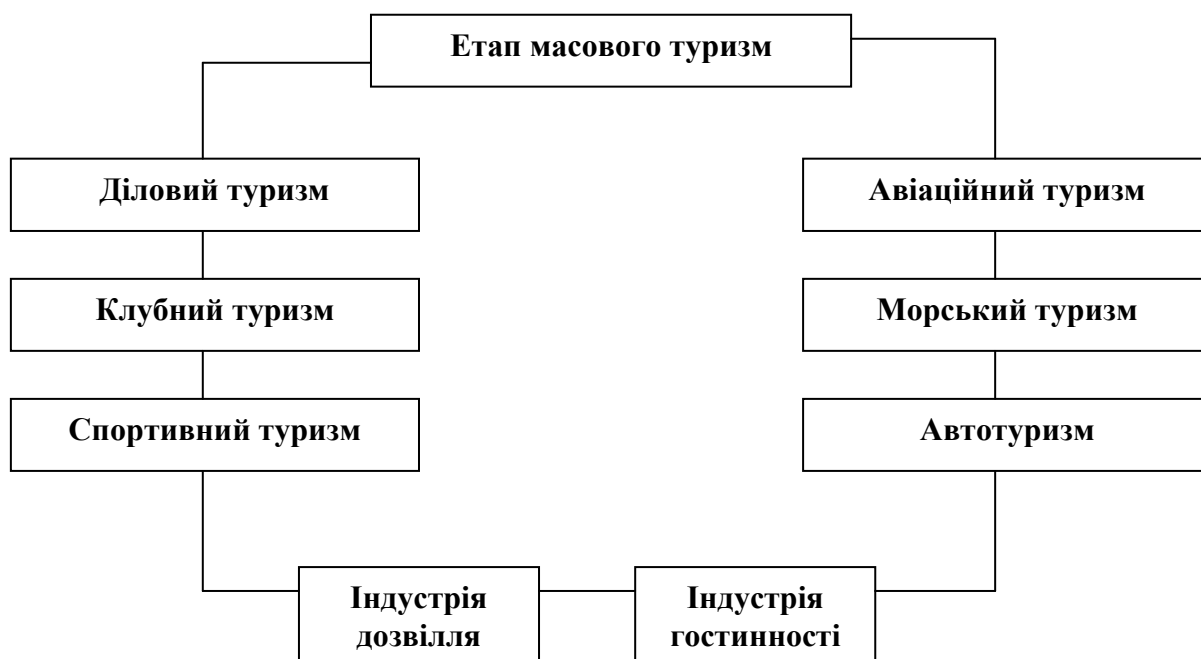 Етап масового туризм
Діловий туризм
Авіаційний туризм
Клубний туризм
Морський туризм
Спортивний туризм
Автотуризм
Індустрія
дозвілля
Індустрія
гостинності